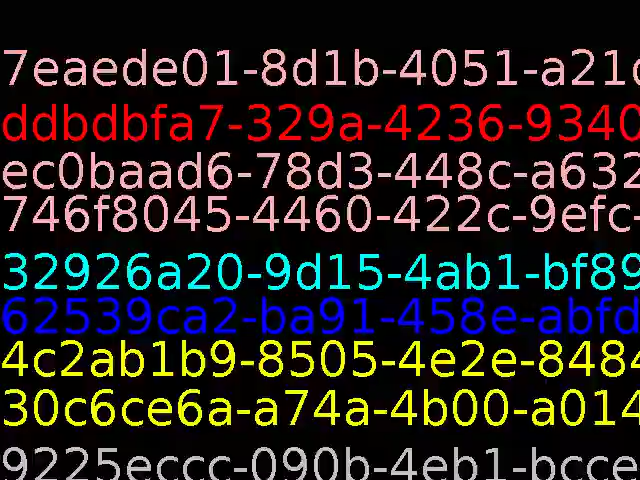 7eaede01-8d1b-4051-a21c
ddbdbfa7-329a-4236-9340
ec0baad6-78d3-448c-a632
746f8045-4460-422c-9efc-
32926a20-9d15-4ab1-bf89
62539ca2-ba91-458e-abfd
4c2ab1b9-8505-4e2e-8484
30c6ce6a-a74a-4b00-a014
9225eccc-090b-4eb1-bcce